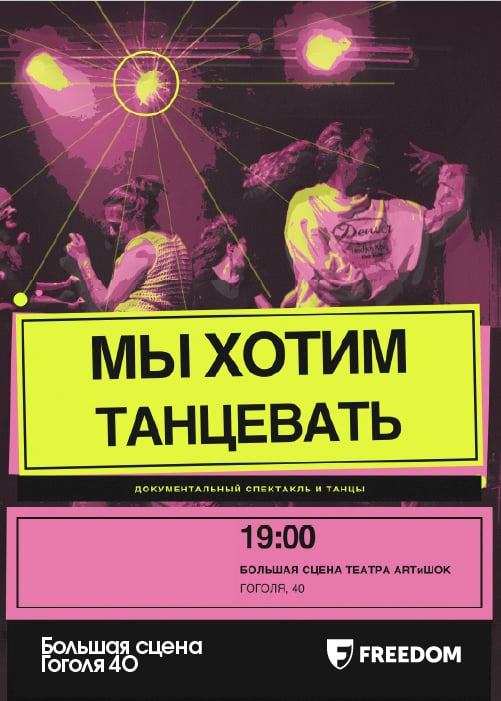 Denver
МЫ ХОТИМ
ТАНЦЕВАТЬ
ДОКУМЕНТАЛЬНЫЙ СПЕКТАКЛЬ И ТАНЦЫ
19:00
БОЛЬШАЯ СЦЕНА ТЕАТРА ARTиШОК
ГОГОЛЯ, 40
Большая сцена
Гоголя 40
FREEDOM